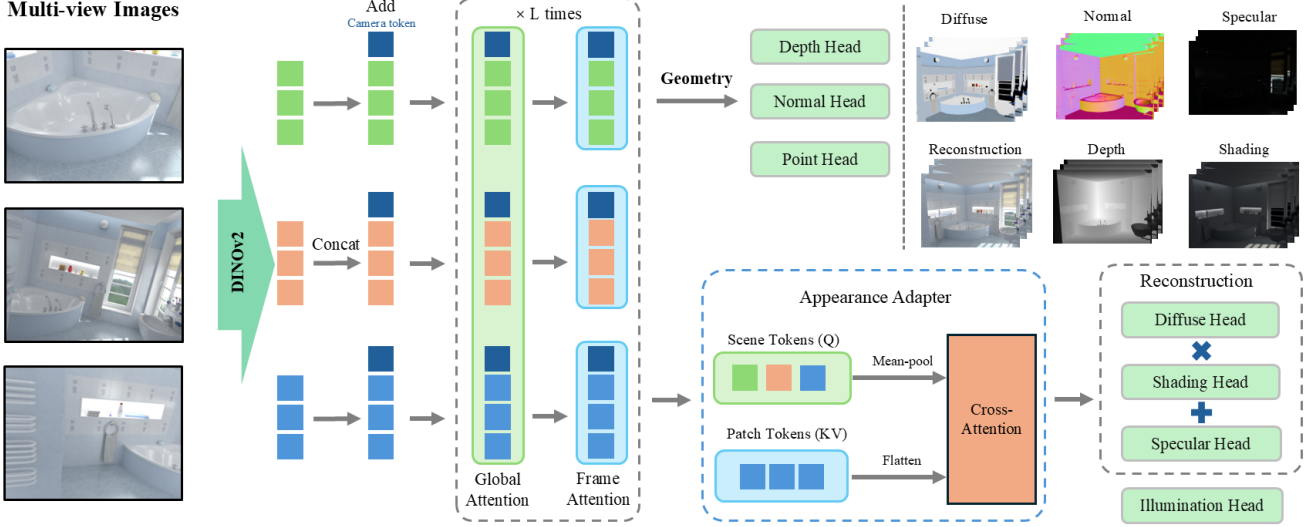 Multi-view Images
DINOv2
Add
Camera token
Concat
× L times
Global
Attention
Frame
Attention
Geometry
Depth Head
Normal Head
Point Head
Diffuse
Normal
Specular
Reconstruction
Depth
Shading
Appearance Adapter
Scene Tokens (Q)
Mean-pool
Patch Tokens (KV)
Flatten
Cross-
Attention
Reconstruction
Diffuse Head
Shading Head
Specular Head
Illumination Head